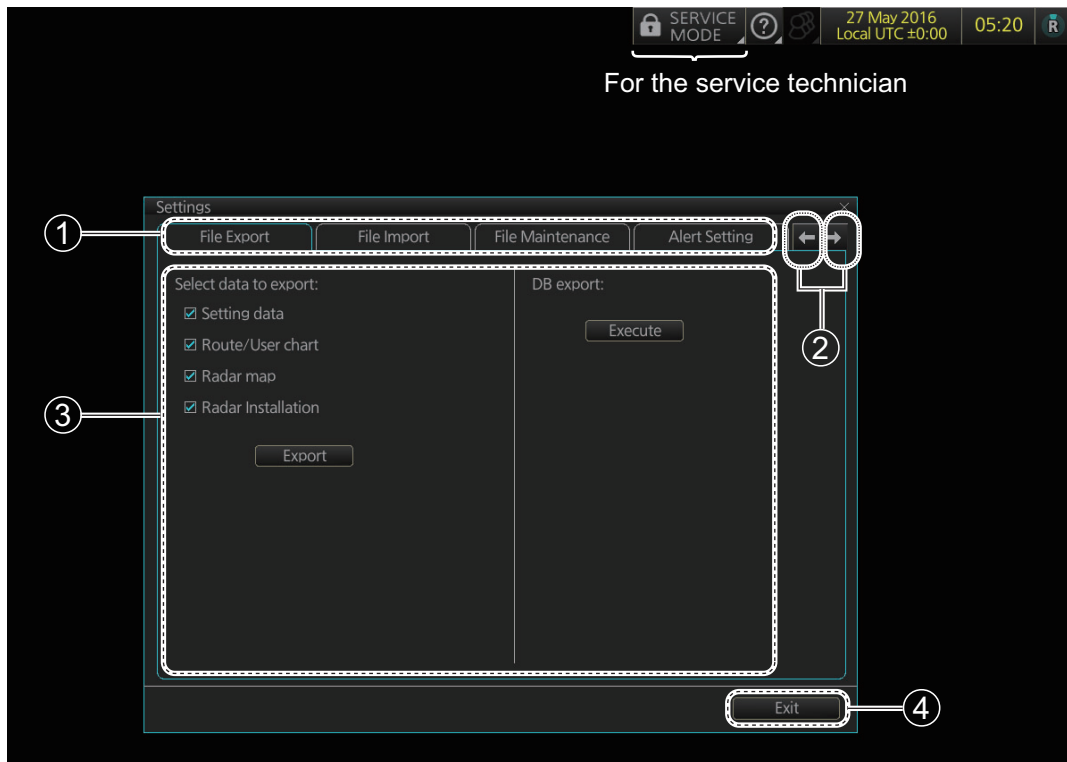 SERVICE
MODE
?
27 May 2016
Local UTC ±0:00
05:20
R
For the service technician
Settings
1
File Export
File Import
File Maintenance
Alert Setting
2
Select data to export:
DB export:
Setting data
Execute
Route/User chart
Radar map
3
Radar Installation
Export
Exit
4